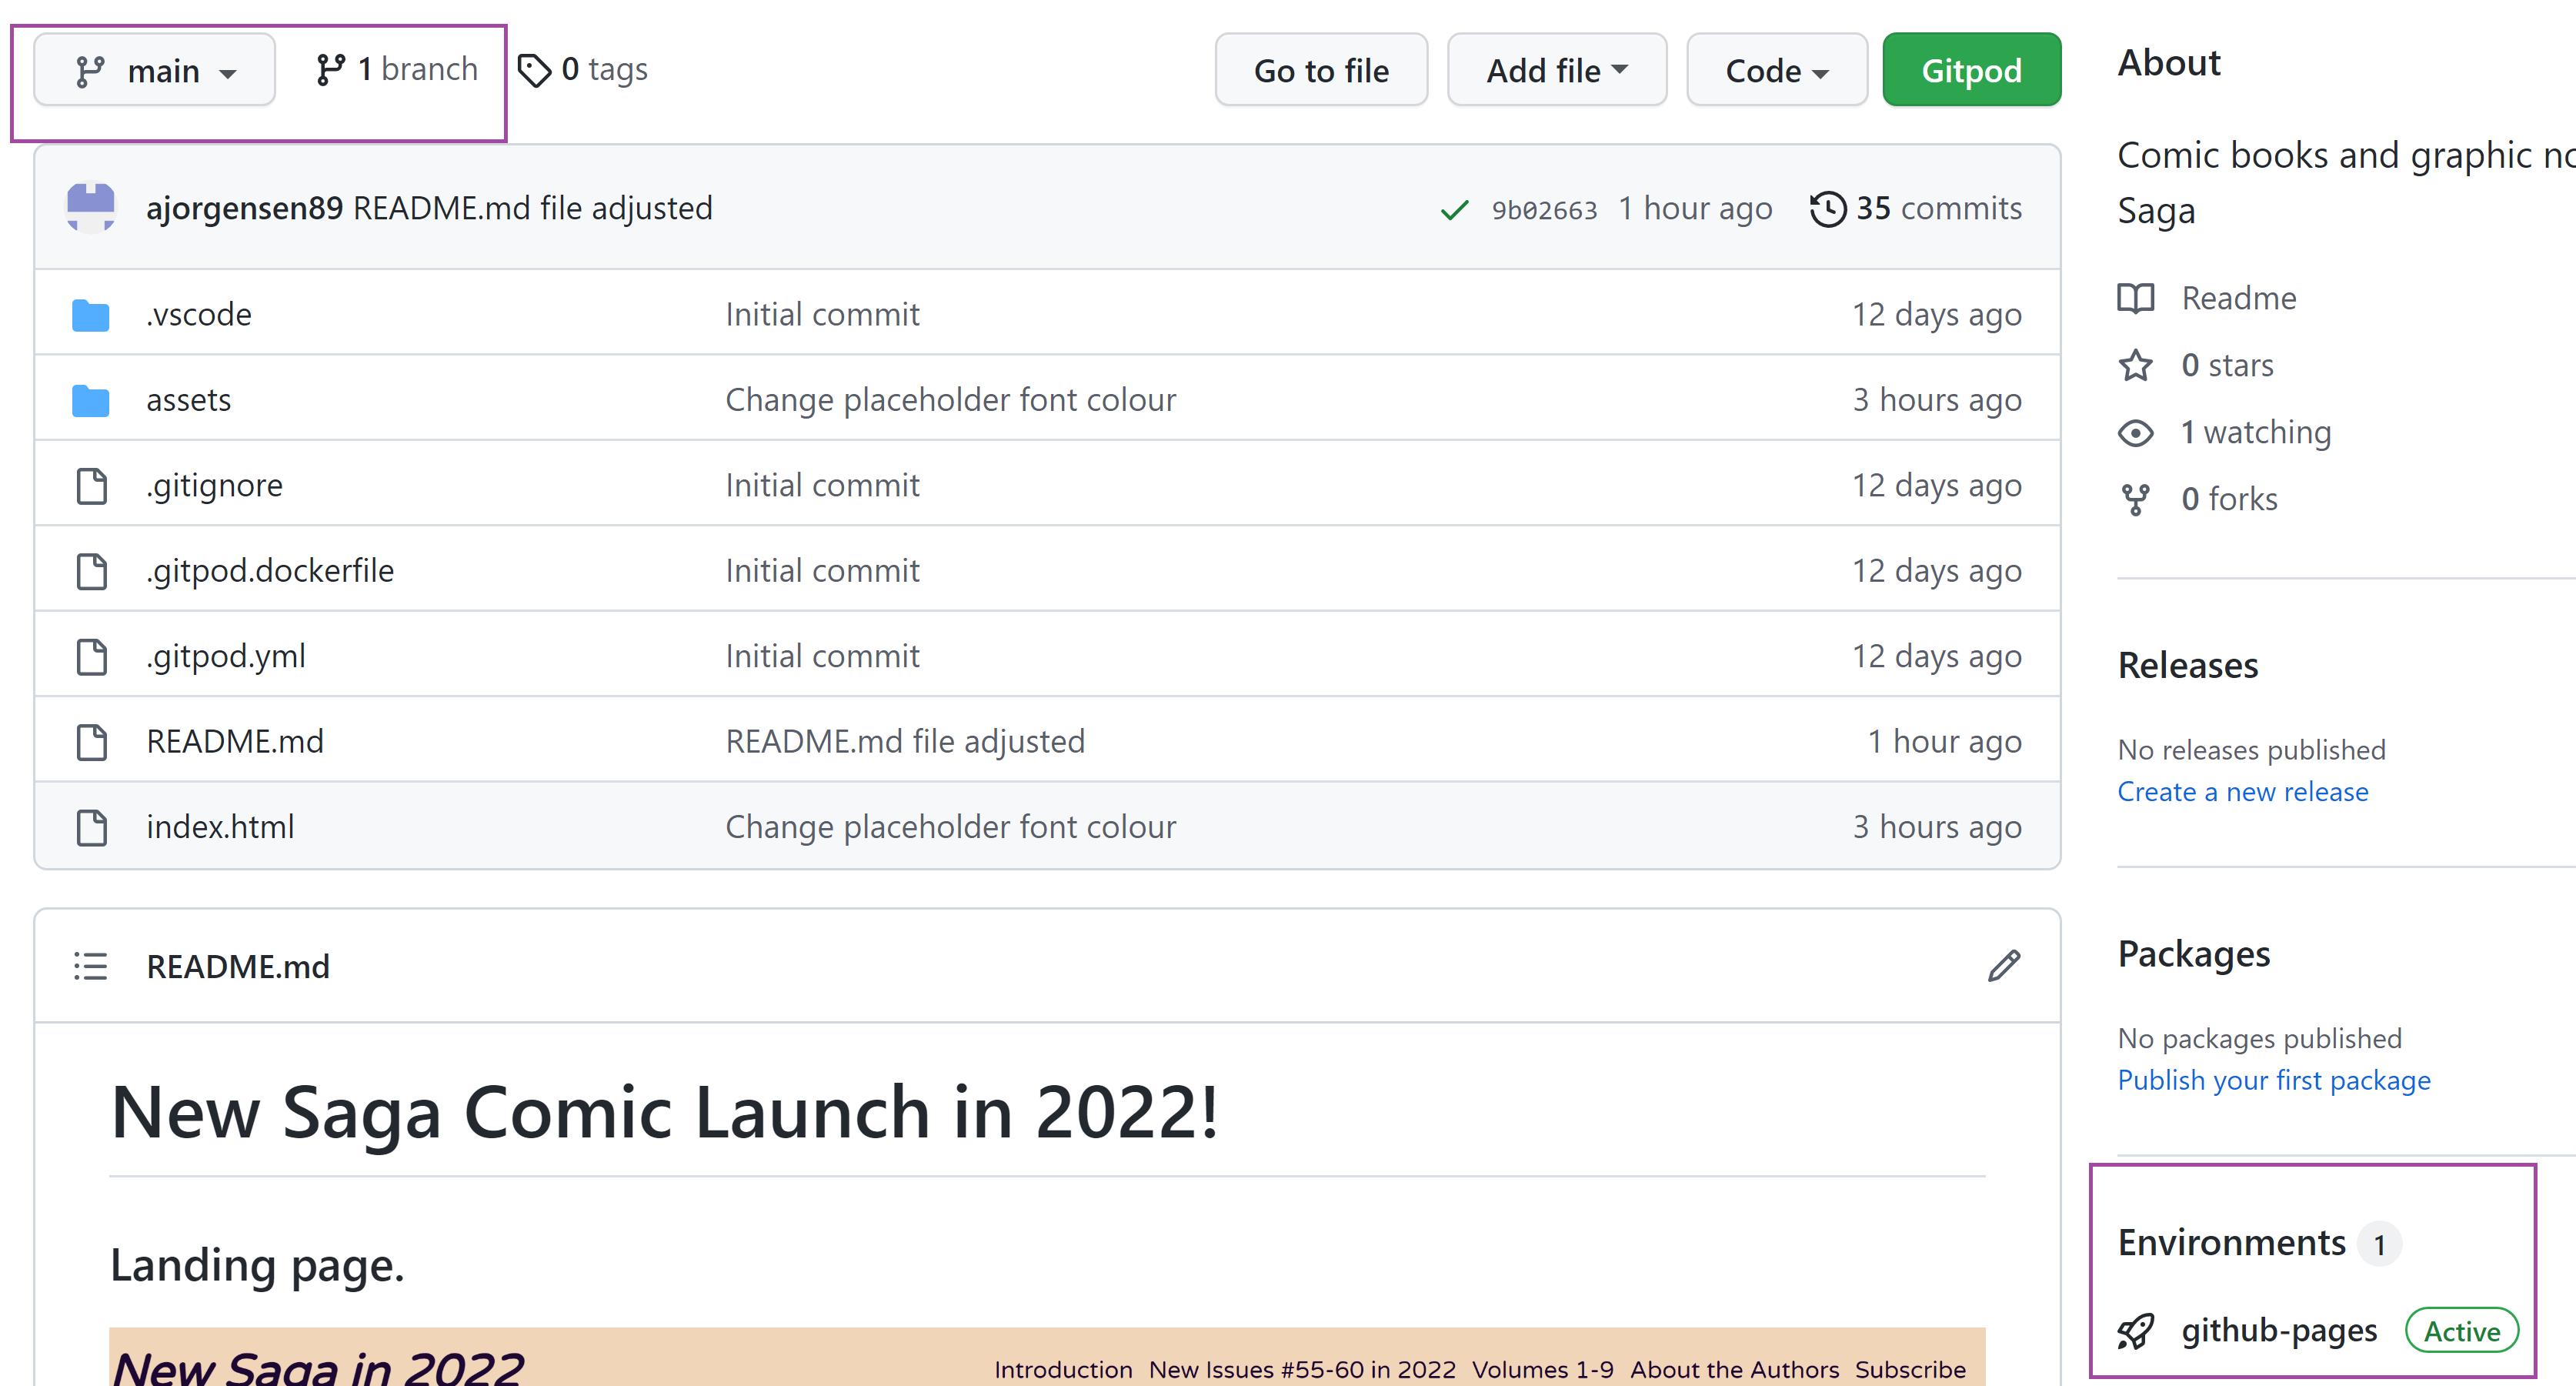 main
1 branch
0 tags
Go to file
Add file
Code
Gitpod
ajorgensen89 README.md file adjusted
9b02663 1 hour ago
35 commits
.vscode Initial commit 12 days ago
assets Change placeholder font colour 3 hours ago
.gitignore Initial commit 12 days ago
.gitpod.dockerfile Initial commit 12 days ago
.gitpod.yml Initial commit 12 days ago
README.md README.md file adjusted 1 hour ago
index.html Change placeholder font colour 3 hours ago
README.md
New Saga Comic Launch in 2022!
Landing page.
New Saga in 2022
Introduction New Issues #55-60 in 2022 Volumes 1-9 About the Authors Subscribe
About
Comic books and graphic
Saga
Readme
0 stars
1 watching
0 forks
Releases
No releases published
Create a new release
Packages
No packages published
Publish your first package
Environments 1
github-pages Active